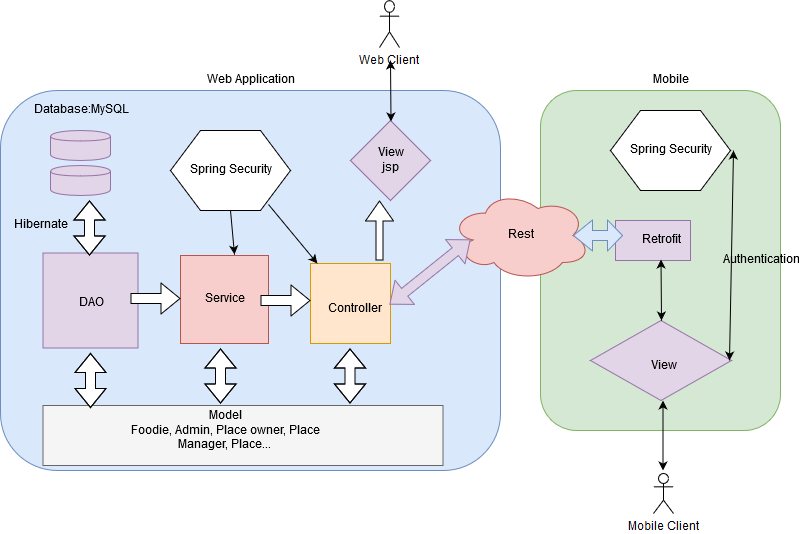 Web Client
Web Application
Mobile
Database:MySQL
View
jsp
Spring Security
Spring Security
Hibernate
Rest
Retrofit
Authentication
DAO
Service
Controller
View
Model
Foodie, Admin, Place owner, Place
Manager, Place...
Mobile Client